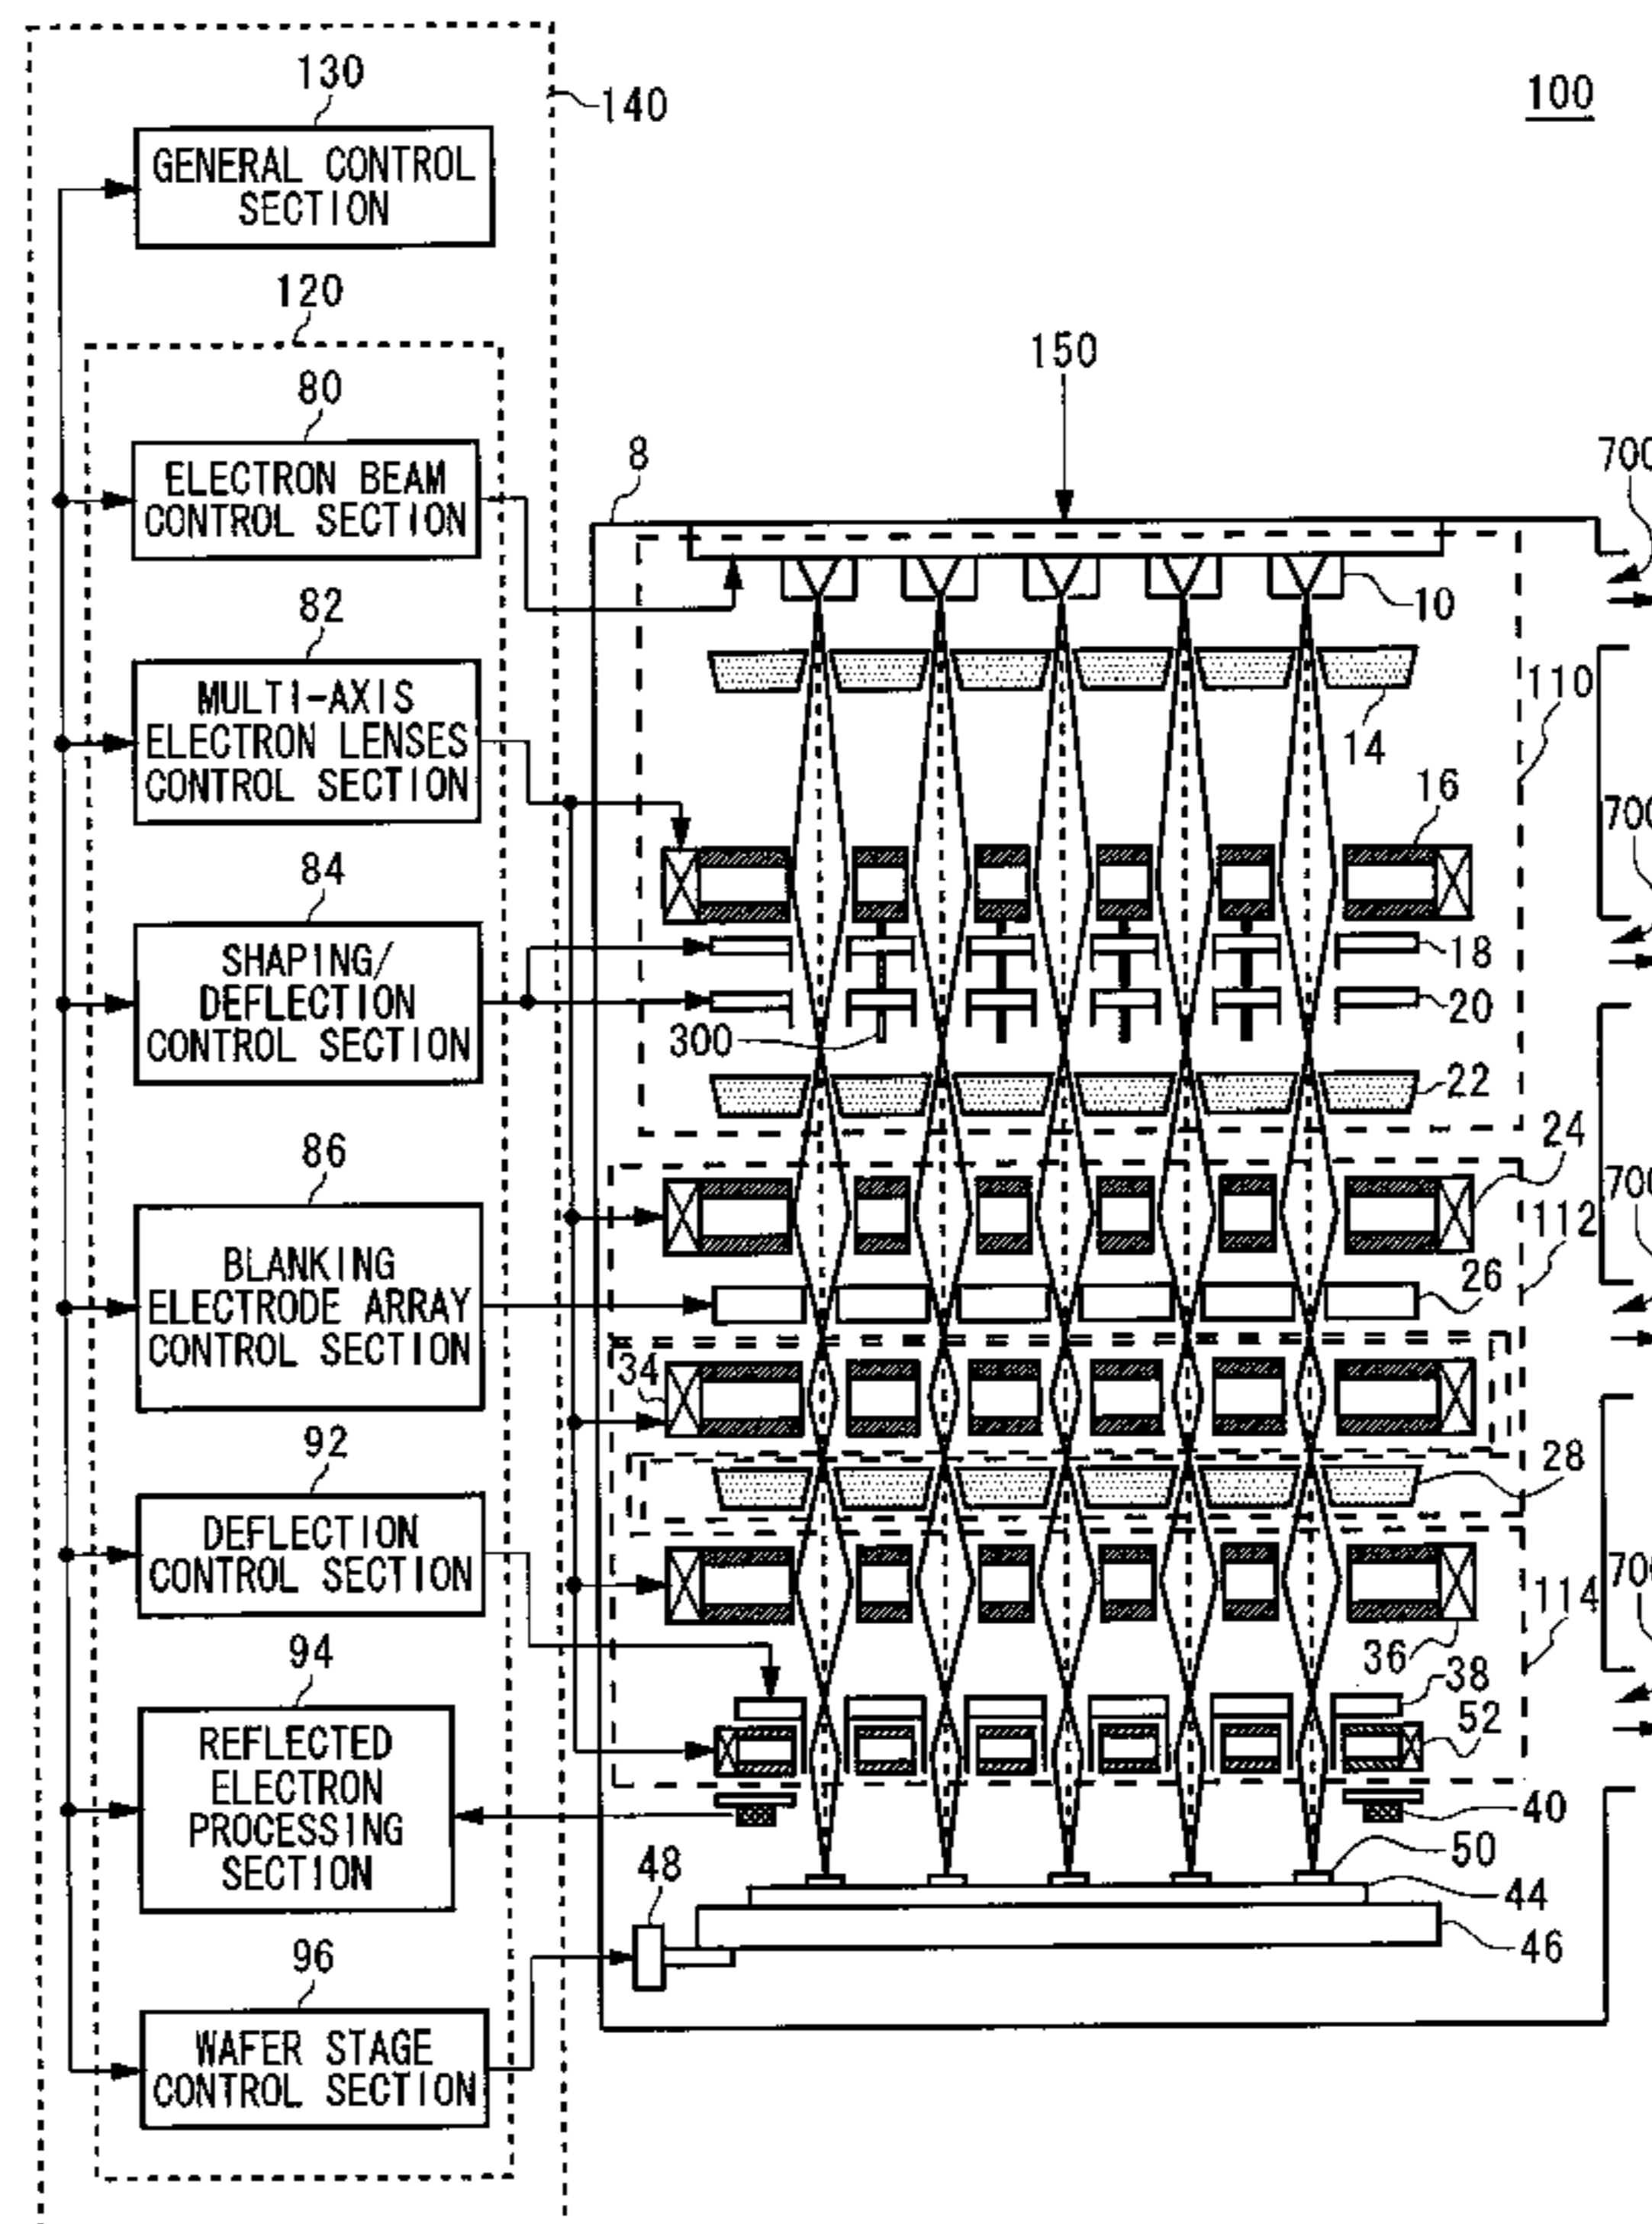 130
140
100
GENERAL CONTROL
SECTION
120
80
ELECTRON BEAM
CONTROL SECTION
82
MULTI-AXIS
ELECTRON LENSES
CONTROL SECTION
84
SHAPING/
DEFLECTION
CONTROL SECTION
86
BLANKING
ELECTRODE ARRAY
CONTROL SECTION
92
DEFLECTION
CONTROL SECTION
94
REFLECTED
ELECTRON
PROCESSING
SECTION
96
WAFER STAGE
CONTROL SECTION
150
8
700
10
110
14
16
18
20
300
22
24
112
26
34
28
114
36
38
52
40
50
48
44
46